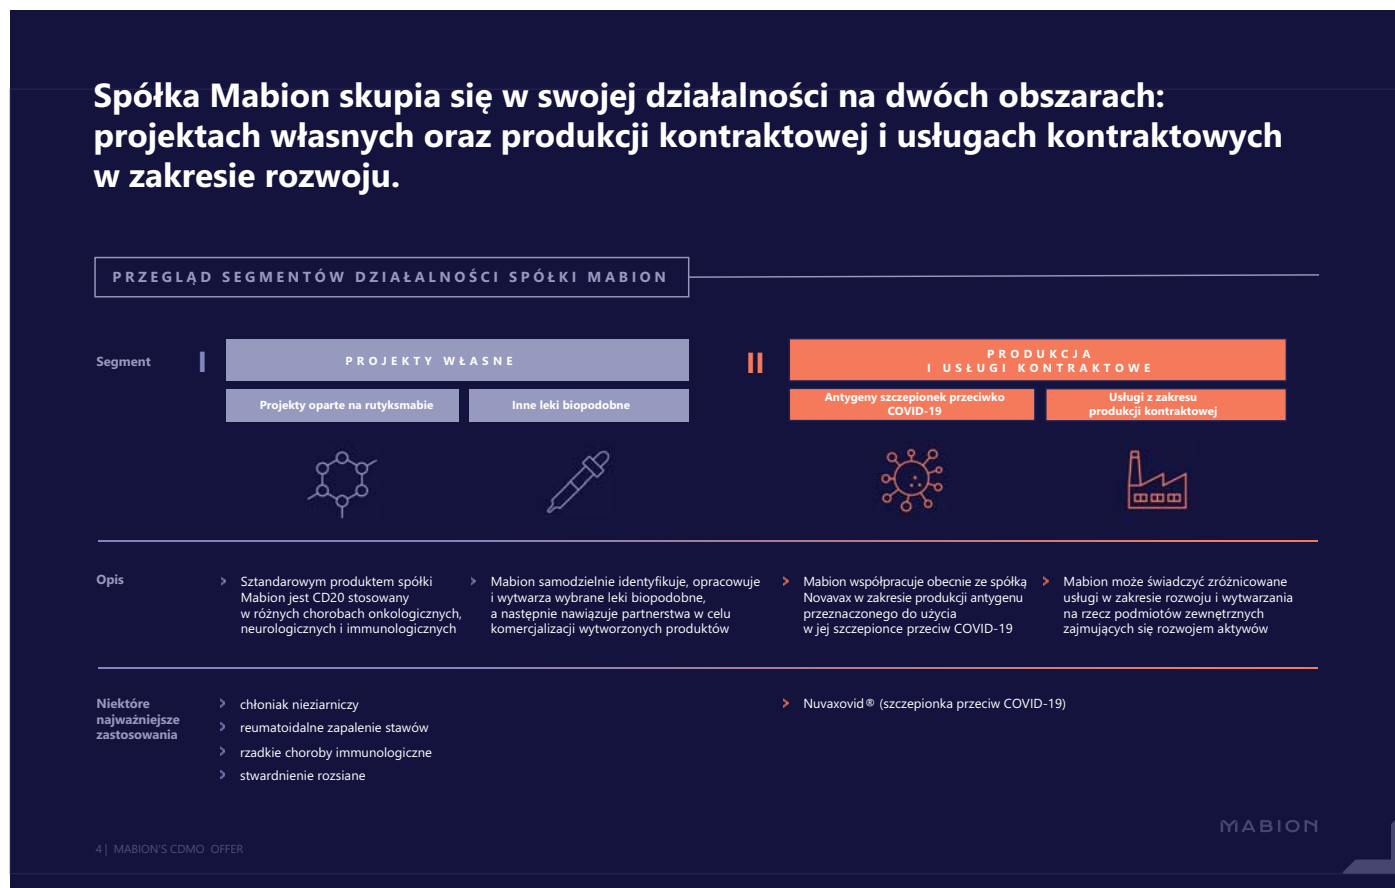 Spółka Mabion skupia się w swojej działalności na dwóch obszarach:
projektach własnych oraz produkcji kontraktowej i usługach kontraktowych
w zakresie rozwoju.
PRZEGLĄD SEGMENTÓW DZIAŁALNOŚCI SPÓŁKI MABION
Segment
I
PROJEKTY WŁASNE
Projekty oparte na rutyksmabie
Inne leki biopodobne
II
PRODUKCJA
I USŁUGI KONTRAKTOWE
Antygeny szczepionek przeciwko
COVID-19
Usługi z zakresu
produkcji kontraktowej
Opis
› Sztandarowym produktem spółki
Mabion jest CD20 stosowany
w różnych chorobach onkologicznych,
neurologicznych i immunologicznych
› Mabion samodzielnie identyfikuje, opracowuje
i wytwarza wybrane leki biopodobne,
a następnie nawiązuje partnerstwa w celu
komercjalizacji wytworzonych produktów
› Mabion współpracuje obecnie ze spółką
Novavax w zakresie produkcji antygenu
przeznaczonego do użycia
w jej szczepionce przeciw COVID-19
› Mabion może świadczyć zróżnicowane
usługi w zakresie rozwoju i wytwarzania
na rzecz podmiotów zewnętrznych
zajmujących się rozwojem aktywów
Niektóre
najważniejsze
zastosowania
› chłoniak nieziarniczy
› reumatoidalne zapalenie stawów
› rzadkie choroby immunologiczne
› stwardnienie rozsiane
› Nuvaxovid® (szczepionka przeciw COVID-19)
MABION
4| MABION'S CDMO OFFER